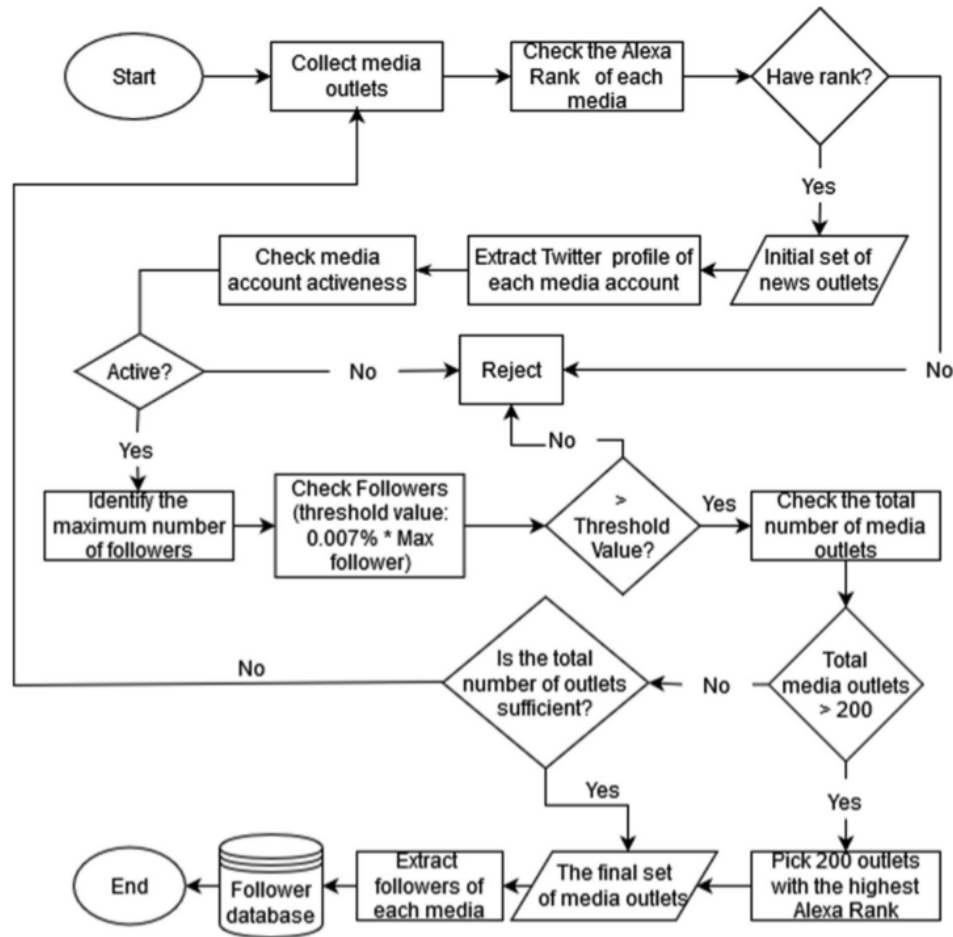 Start
Collect media
outlets
Check the Alexa
Rank of each
media
Have rank?
Yes
Initial set of
news outlets
Extract Twitter profile of
each media account
Check media
account activeness
Active?
No
Reject
No
No
Yes
Identify the
maximum number
of followers
Check Followers
(threshold value:
0.007% * Max
follower)
>
Threshold
Value?
Yes
Check the total
number of media
outlets
Total
media outlets
> 200
No
Is the total
number of outlets
sufficient?
No
Yes
Yes
Pick 200 outlets
with the highest
Alexa Rank
The final set
of media outlets
Extract
followers of
each media
Follower
database
End